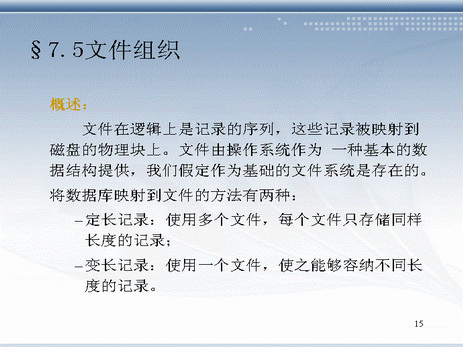 §7.5文件组织
概述：
文件在逻辑上是记录的序列，这些记录被映射到
磁盘的物理块上。文件由操作系统作为 一种基本的数
据结构提供，我们假定作为基础的文件系统是存在的。
将数据库映射到文件的方法有两种：
–定长记录：使用多个文件，每个文件只存储同样
长度的记录；
–变长记录：使用一个文件，使之能够容纳不同长
度的记录。
15